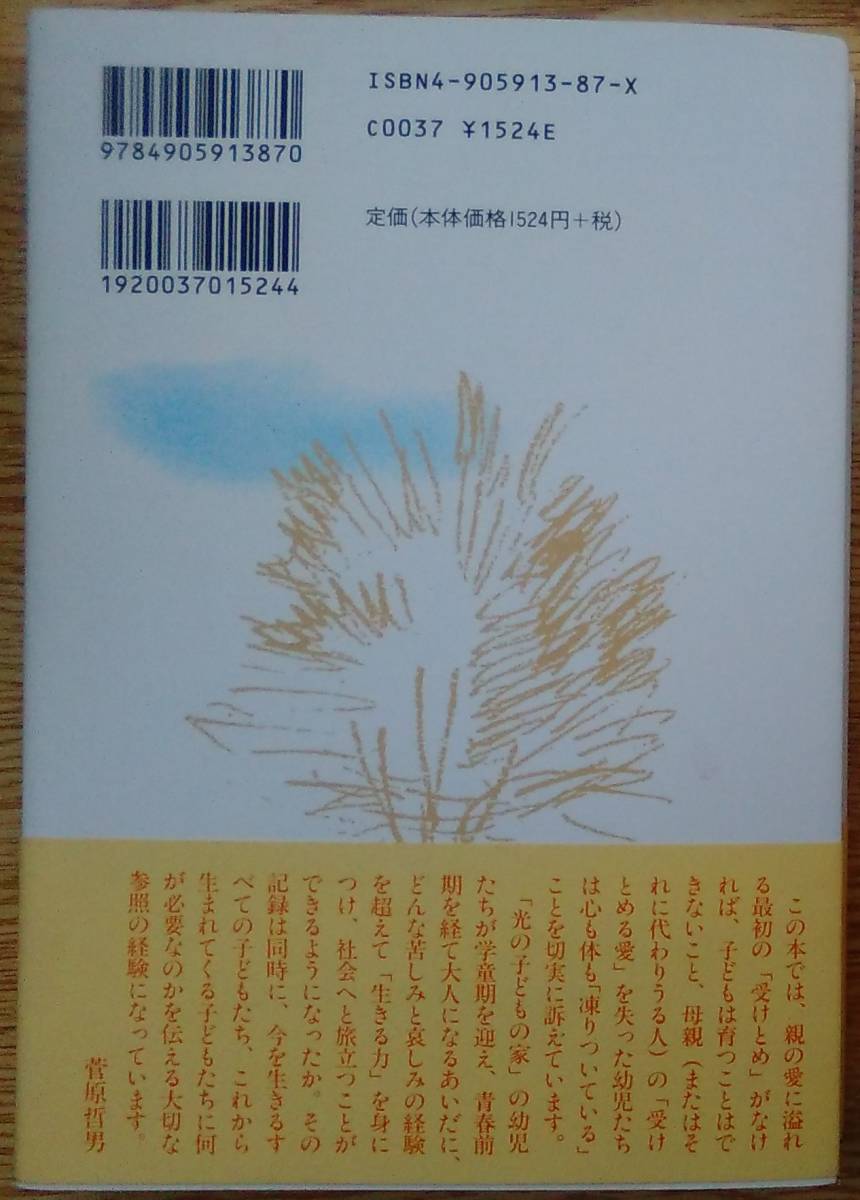 9784905913870
ISBN4-905913-87-X
C0037 ¥1524E
1920037015244
定価(本体価格1524円+税)
この本では、親の愛に溢れ
る最初の「受けとめ」がなけ
れば、子どもは育つことはで
きないこと、母親(またはそ
れに代わりうる人)の「受け
とめる愛」を失った幼児たち
は心も体も「凍りついている」
ことを切実に訴えています。
「光の子どもの家」の幼児
たちが学童期を迎え、青春前
期を経て大人になるあいだに、
どんな苦しみと哀しみの経験
を超えて「生きる力」を身に
つけ、社会へと旅立つことが
できるようになったか。その
記録は同時に、今を生きるす
べての子どもたち、これから
生まれてくる子どもたちに何
が必要なのかを伝える大切な
参照の経験になっています。
菅原哲男